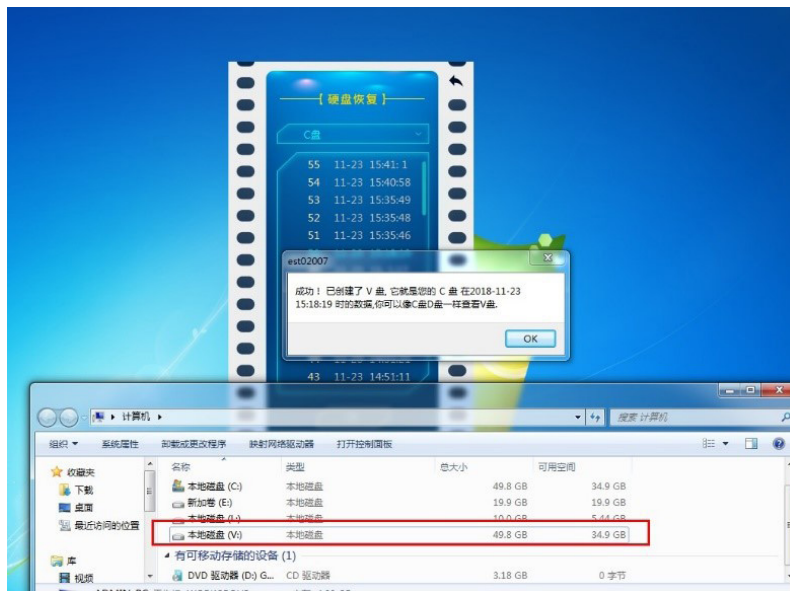 【硬盘恢复】
C盘
55 11-23 15:41: 1
54 11-23 15:40:58
53 11-23 15:35:49
52 11-23 15:35:48
51 11-23 15:35:46
est02007
成功！ 已创建了 V 盘, 它就是您的 C 盘 在2018-11-23
15:18:19 时的数据,你可以像C盘D盘一样查看V盘.
OK
43 11-23 14:51:11
计算机
搜索 计算机
组织 系统属性 卸载或更改程序 映射网络驱动器 打开控制面板
收藏夹
下载
桌面
最近访问的位置
库
视频
名称 类型 总大小 可用空间
本地磁盘 (C:) 本地磁盘 49.8 GB 34.9 GB
新加卷 (E:) 本地磁盘 19.9 GB 19.9 GB
本地磁盘 本地磁盘 10.0 GB 5.44 GB
本地磁盘 (V:) 本地磁盘 49.8 GB 34.9 GB
有可移动存储的设备 (1)
DVD 驱动器 (D:) G... CD 驱动器 3.18 GB 0 字节